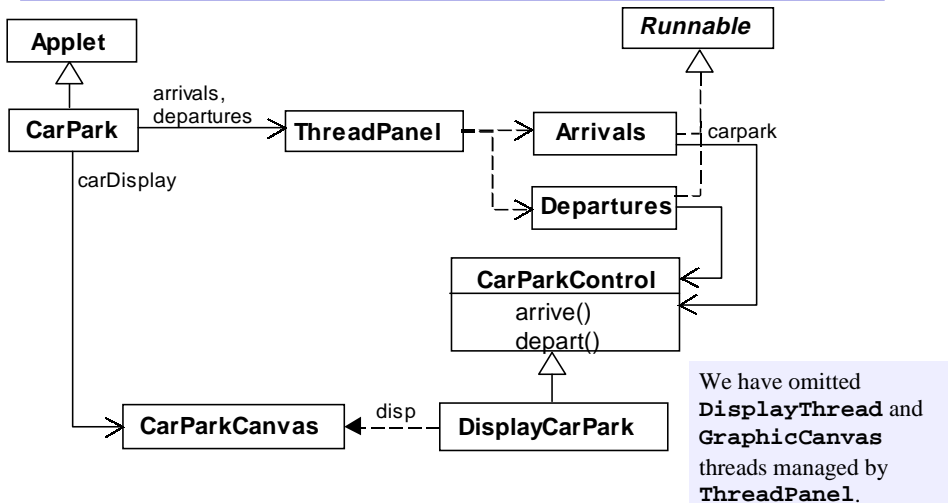 Runnable
Applet
arrivals,
departures
CarPark
ThreadPanel
Arrivals
carpark
carDisplay
Departures
CarParkControl
arrive()
depart()
CarParkCanvas
disp
DisplayCarPark
We have omitted
DisplayThread and
GraphicCanvas
threads managed by
ThreadPanel.